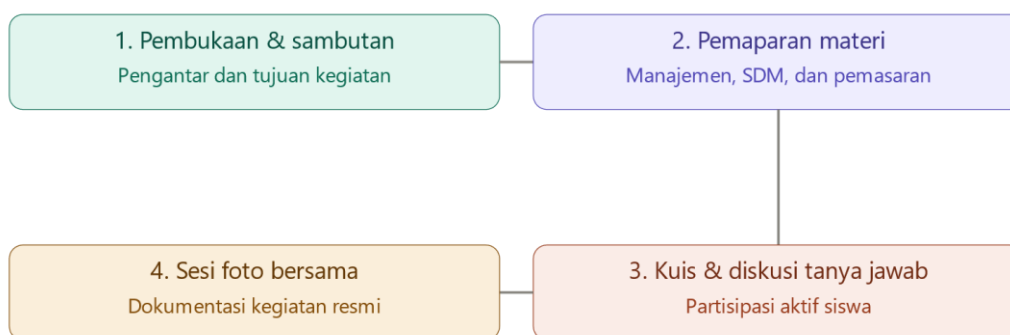 1. Pembukaan & sambutan
Pengantar dan tujuan kegiatan
2. Pemaparan materi
Manajemen, SDM, dan pemasaran
3. Kuis & diskusi tanya jawab
Partisipasi aktif siswa
4. Sesi foto bersama
Dokumentasi kegiatan resmi